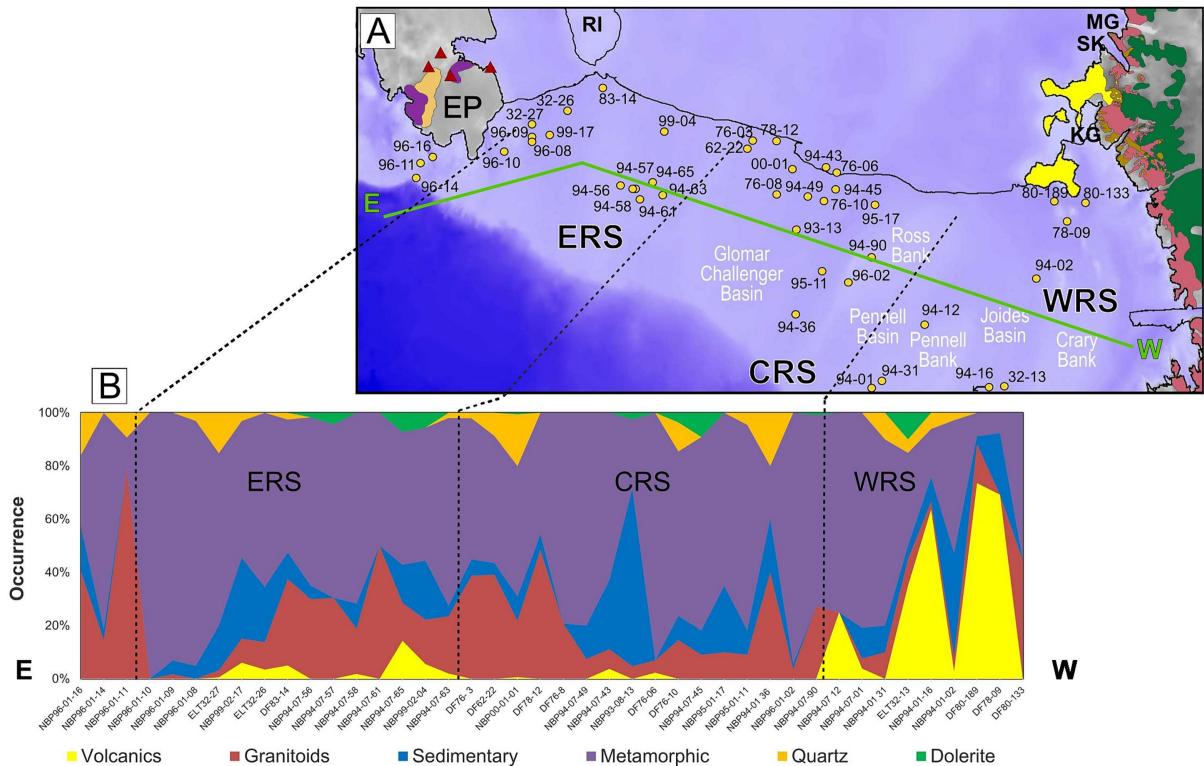 A
RI
MG
SK
EP
KG
32-26
83-14
32-27
96-09
99-17
99-04
76-03
78-12
96-16
96-08
62-22
96-11
96-10
00-01
94-43
76-06
96-14
94-57
94-65
94-56
94-63
76-08
94-49
94-45
80-189
80-133
94-58
94-61
76-10
95-17
78-09
E
ERS
93-13
Ross
Bank
94-90
Glomar
Challenger
Basin
95-11
96-02
94-02
WRS
94-36
94-12
Pennell
Basin
Pennell
Bank
Joides
Basin
Crary
Bank
W
CRS
94-01
94-31
94-16
32-13
B
100%
80%
60%
40%
20%
0%
Occurrence
ERS
CRS
WRS
E
W
NBP96-01-16
NBP96-01-14
NBP96-01-11
NBP96-01-10
NBP96-01-09
NBP96-01-08
ELT32-27
NBP99-02-17
ELT32-26
DF83-14
NBP94-07-56
NBP94-07-57
NBP94-07-58
NBP94-07-61
NBP94-07-65
NBP99-02-04
NBP94-07-63
DF76-3
DF62-22
NBP00-01-01
DF78-12
DF76-8
NBP94-07-49
NBP94-07-43
NBP93-08-13
DF76-06
DF76-10
NBP94-07-45
NBP95-01-17
NBP95-01-11
NBP94-01-36
NBP96-01-02
NBP94-07-90
NBP94-07-12
NBP94-07-01
NBP94-01-31
ELT32-13
NBP94-01-16
NBP94-1-02
DF80-189
DF78-09
DF80-133
Volcanics
Granitoids
Sedimentary
Metamorphic
Quartz
Dolerite